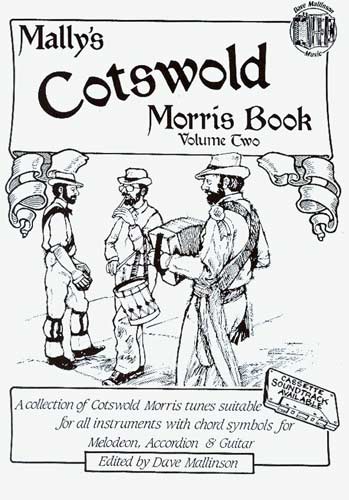 Mally's
Dave Mallinson
Music
Cotswold
Morris Book
Volume Two
CASSETTE
SOUNDTRACK
AVAILABLE
A collection of Cotswold Morris tunes suitable
for all instruments with chord symbols for
Melodeon, Accordion & Guitar
Edited by Dave Mallinson